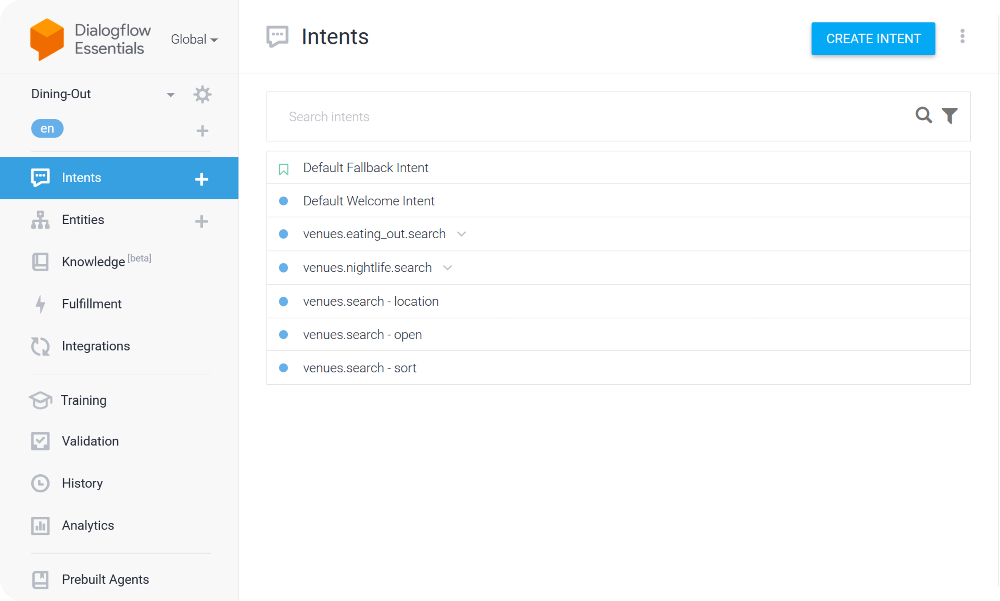 Dialogflow
Essentials
Global
Dining-Out
en
Intents
Entities
Knowledge [beta]
Fulfillment
Integrations
Training
Validation
History
Analytics
Prebuilt Agents
Intents
CREATE INTENT
Search intents
Default Fallback Intent
Default Welcome Intent
venues.eating_out.search
venues.nightlife.search
venues.search - location
venues.search - open
venues.search - sort